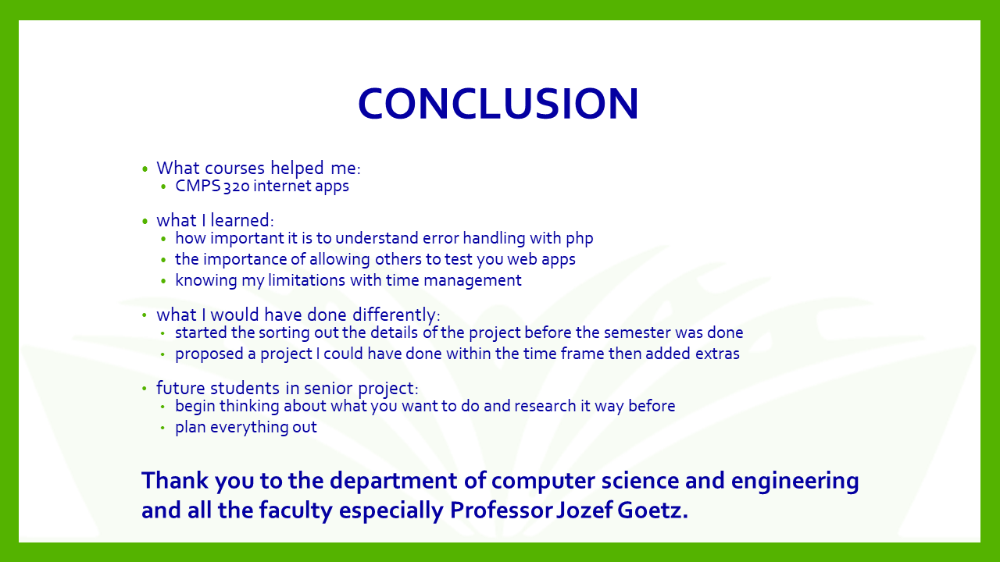 CONCLUSION
• What courses helped me:
• CMPS 320 internet apps
• what I learned:
• how important it is to understand error handling with php
• the importance of allowing others to test you web apps
• knowing my limitations with time management
• what I would have done differently:
• started the sorting out the details of the project before the semester was done
• proposed a project I could have done within the time frame then added extras
• future students in senior project:
• begin thinking about what you want to do and research it way before
• plan everything out
Thank you to the department of computer science and engineering
and all the faculty especially Professor Jozef Goetz.